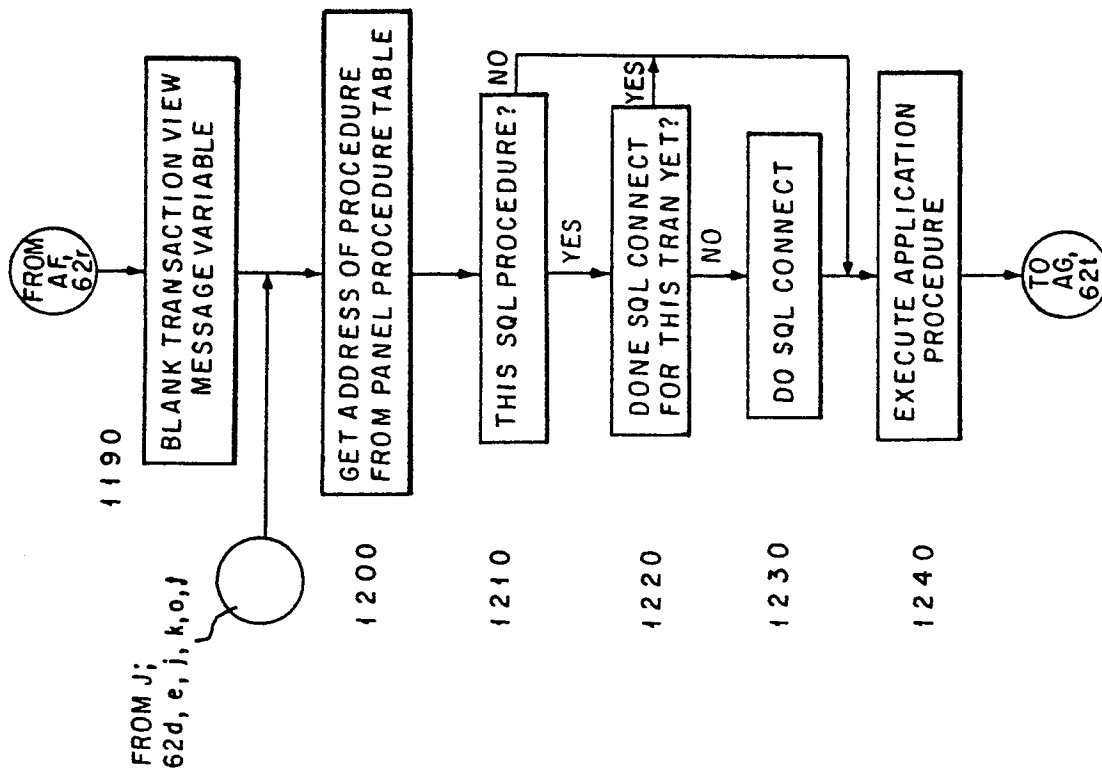 FROM
AF,
62r
1190
BLANK TRANSACTION VIEW
MESSAGE VARIABLE
FROM J;
62d, e, j, k, o,
1200
GET ADDRESS OF PROCEDURE
FROM PANEL PROCEDURE TABLE
1210
THIS SQL PROCEDURE?
NO
YES
1220
DONE SQL CONNECT
FOR THIS TRAN YET?
YES
NO
1230
DO SQL CONNECT
1240
EXECUTE APPLICATION
PROCEDURE
TO
AG,
62t